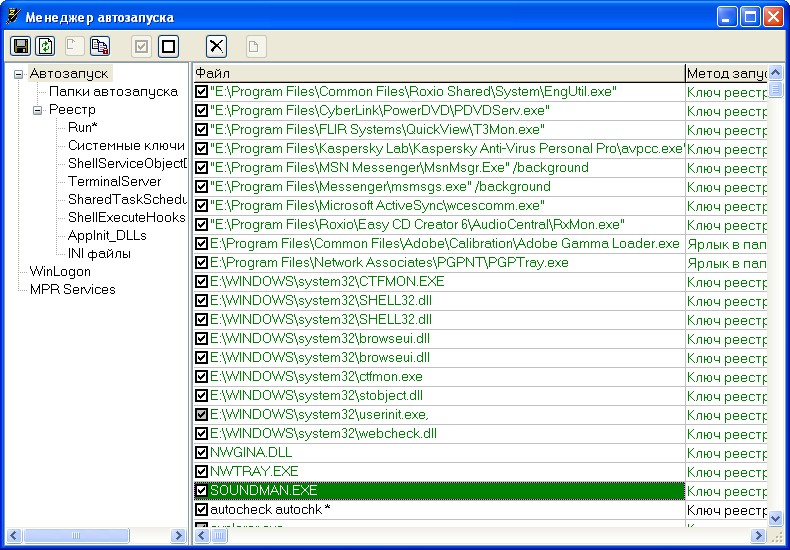 Менеджер автозапуска
Автозапуск
Папки автозапуска
Реестр
Run*
Системные ключи
ShellServiceObjectD
TerminalServer
SharedTaskSchedu
ShellExecuteHooks
AppInit_DLLs
INI файлы
WinLogon
MPR Services
Файл Метод запус
"E:\Program Files\Common Files\Roxio Shared\System\EngUtil.exe" Ключ реестр
"E:\Program Files\CyberLink\PowerDVD\PDVDServ.exe" Ключ реестр
"E:\Program Files\FLIR Systems\QuickView\T3Mon.exe" Ключ реестр
"E:\Program Files\Kaspersky Lab\Kaspersky Anti-Virus Personal Pro\avpcc.exe" Ключ реестр
"E:\Program Files\MSN Messenger\MsnMsgr.Exe" /background Ключ реестр
"E:\Program Files\Messenger\msmsgs.exe" /background Ключ реестр
"E:\Program Files\Microsoft ActiveSync\wcescomm.exe" Ключ реестр
"E:\Program Files\Roxio\Easy CD Creator 6\AudioCentral\RxMon.exe" Ключ реестр
E:\Program Files\Common Files\Adobe\Calibration\Adobe Gamma Loader.exe Ярлык в пап
E:\Program Files\Network Associates\PGPNT\PGPTray.exe Ярлык в пап
E:\WINDOWS\system32\CTFMON.EXE Ключ реестр
E:\WINDOWS\system32\SHELL32.dll Ключ реестр
E:\WINDOWS\system32\SHELL32.dll Ключ реестр
E:\WINDOWS\system32\browseui.dll Ключ реестр
E:\WINDOWS\system32\browseui.dll Ключ реестр
E:\WINDOWS\system32\ctfmon.exe Ключ реестр
E:\WINDOWS\system32\stobject.dll Ключ реестр
E:\WINDOWS\system32\userinit.exe, Ключ реестр
E:\WINDOWS\system32\webcheck.dll Ключ реестр
NWGINA.DLL Ключ реестр
NWTRAY.EXE Ключ реестр
SOUNDMAN.EXE Ключ реестр
autocheck autochk * Ключ реестр